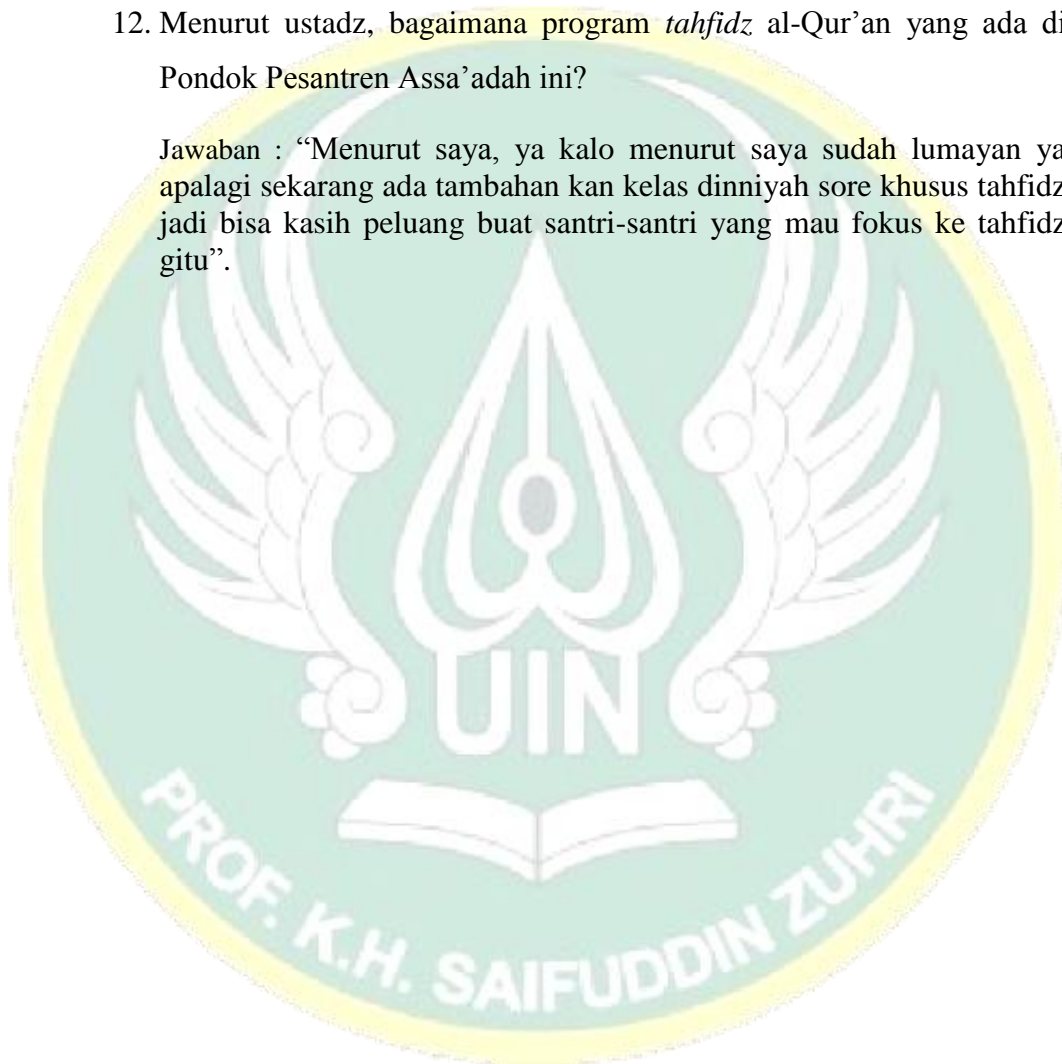 12. Menurut ustadz, bagaimana program tahfidz al-Qur’an yang ada di
Pondok Pesantren Assa’adah ini?
Jawaban : “Menurut saya, ya kalo menurut saya sudah lumayan ya
apalagi sekarang ada tambahan kan kelas dinniyah sore khusus tahfidz
jadi bisa kasih peluang buat santri-santri yang mau fokus ke tahfidz
gitu”.
UIN
PROF. K.H. SAIFUDDIN ZUHRI